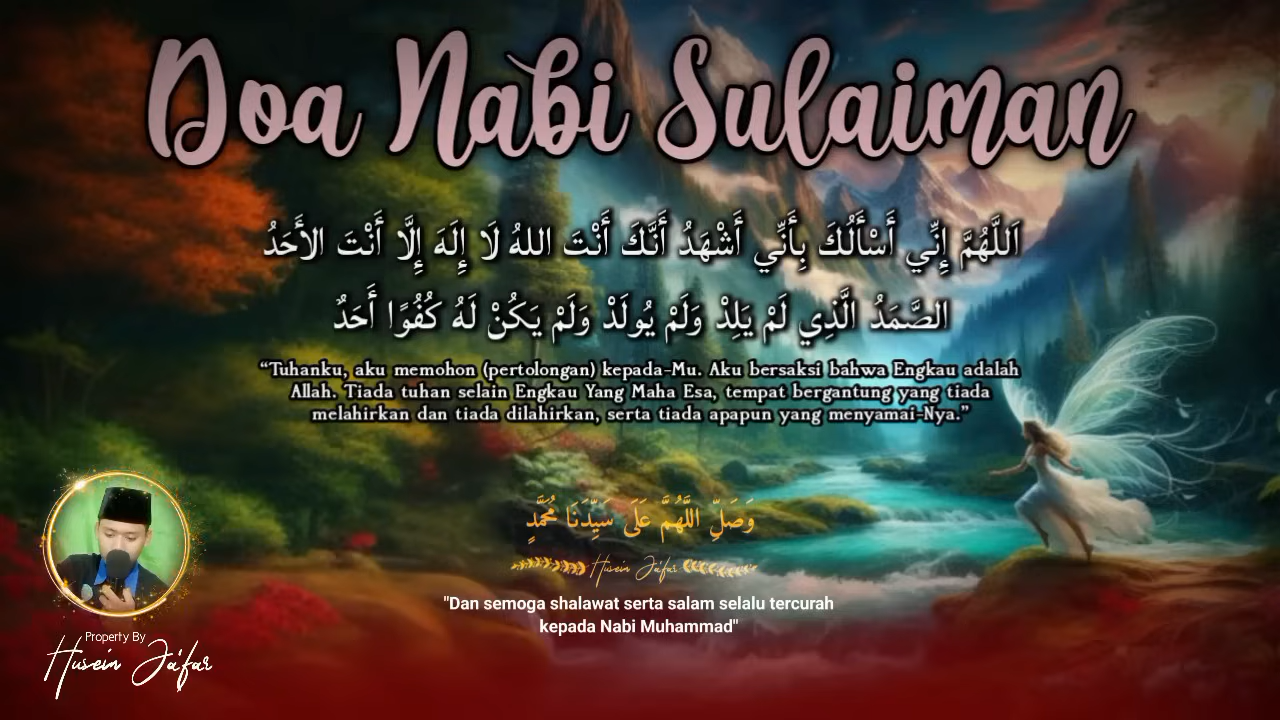 Doa Nabi Sulaiman
اَللَّهُمَّ إِنِّي أَسْأَلُكَ بِأَنِّي أَشْهَدُ أَنَّكَ أَنْتَ اللهُ لَا إِلَهَ إِلَّا أَنْتَ الأَحَدُ
الصَّمَدُ الَّذِي لَمْ يَلِدْ وَلَمْ يُولَدْ وَلَمْ يَكُنْ لَهُ كُفُوًا أَحَدٌ
“Tuhanku, aku memohon (pertolongan) kepada-Mu. Aku bersaksi bahwa Engkau adalah
Allah. Tiada tuhan selain Engkau Yang Maha Esa, tempat bergantung yang tiada
melahirkan dan tiada dilahirkan, serta tiada apapun yang menyamai-Nya.”
وَصَلِّ اللَّهُمَّ عَلَى سَيِّدِنَا مُحَمَّدٍ
Husein Ja'far
"Dan semoga shalawat serta salam selalu tercurah
kepada Nabi Muhammad"
Property By
Husein Ja'far